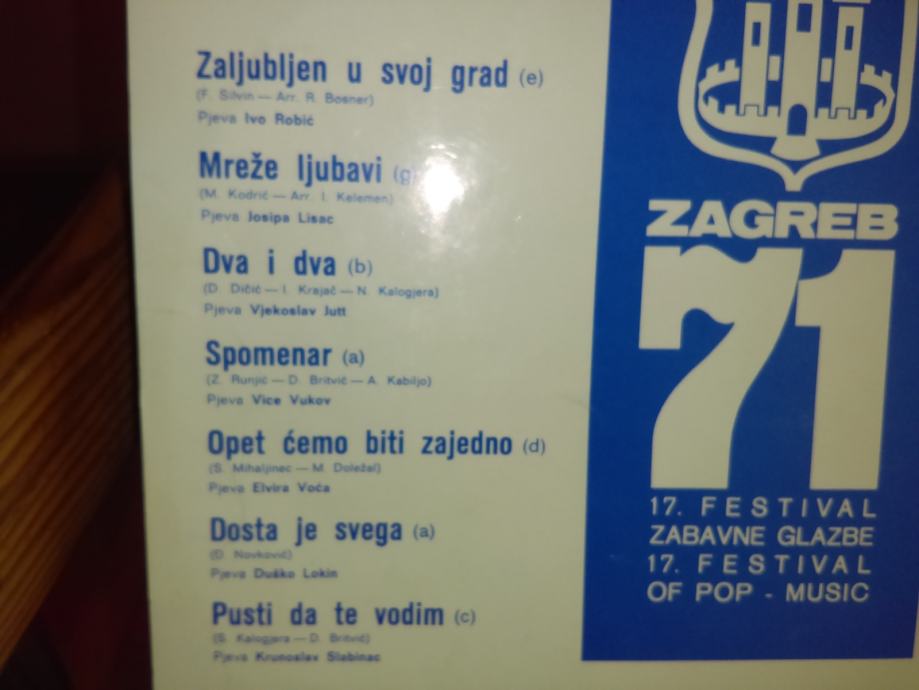 Zaljubljen u svoj grad (e)
(F. Silvin — Arr. R. Bosner)
Pjeva Ivo Robić
Mreže ljubavi (g)
(M. Kodrić — Arr. I. Kelemen)
Pjeva Josipa Lisac
Dva i dva (b)
(D. Dičić — I. Krajač — N. Kalogjera)
Pjeva Vjekoslav Jutt
Spomenar (a)
(Z. Runjić — D. Britvić — A. Kabiljo)
Pjeva Vice Vukov
Opet ćemo biti zajedno (d)
(S. Mihaljinec — M. Doležal)
Pjeva Elvira Voća
Dosta je svega (a)
(Đ. Novković)
Pjeva Duško Lokin
Pusti da te vodim (c)
(S. Kalogjera — D. Britvić)
Pjeva Krunoslav Slabinac
ZAGREB
71
17. FESTIVAL
ZABAVNE GLAZBE
17. FESTIVAL
OF POP - MUSIC